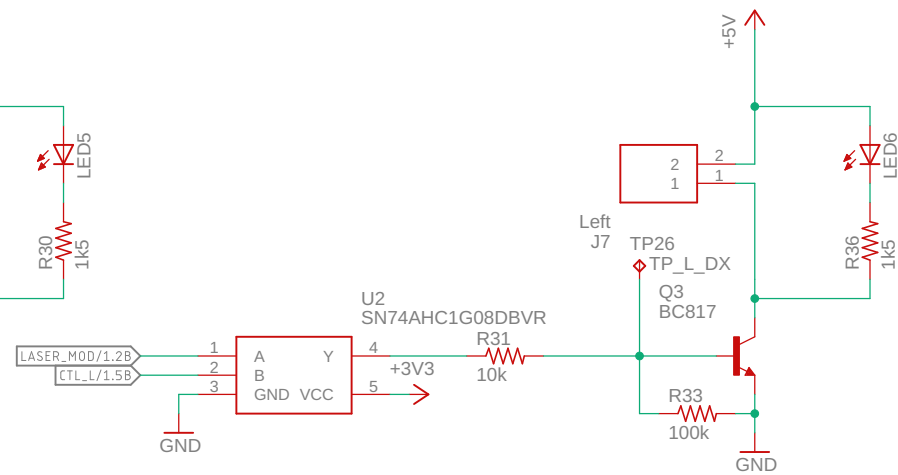 +5V
LED5
LED6
2
1
2
1
Left
J7
R30
1k5
R36
1k5
TP26
TP_L_DX
Q3
BC817
U2
SN74AHC1G08DBVR
R31
10k
LASER_MOD/1.2B
CTL_L/1.5B
1
2
3
A
B
GND
Y
VCC
4
5
+3V3
R33
100k
GND
GND